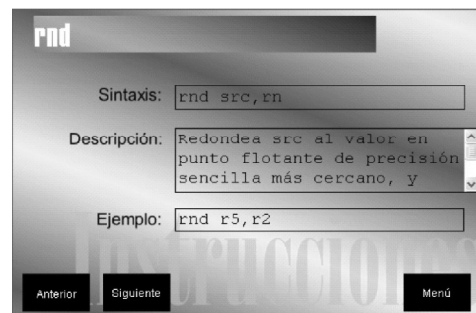 rnd
Sintaxis: rnd src,rn
Descripción: Redondea src al valor en
punto flotante de precisión
sencilla más cercano, y
Ejemplo: rnd r5,r2
Instrucciones
Anterior Siguiente Menú